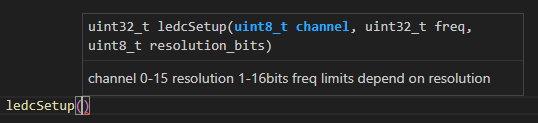 uint32_t ledcSetup(uint8_t channel, uint32_t freq,
uint8_t resolution_bits)
channel 0-15 resolution 1-16bits freq limits depend on resolution
ledcSetup()